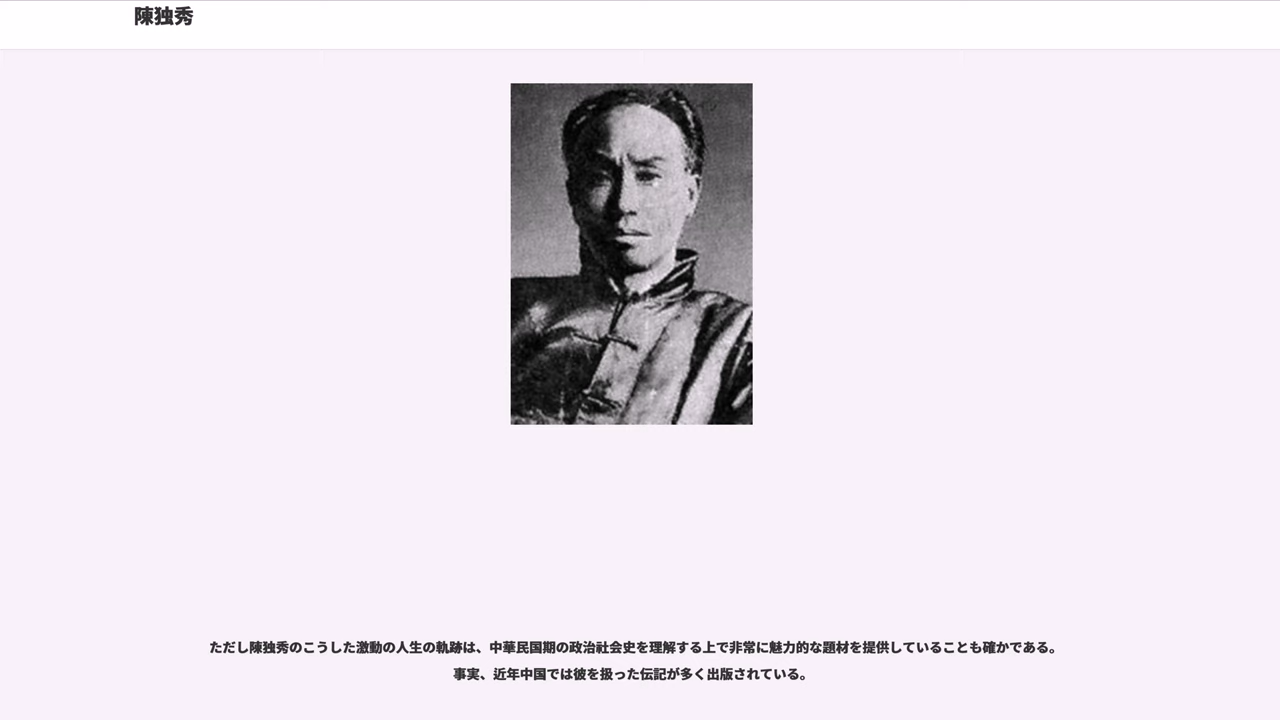 陳独秀
ただし陳独秀のこうした激動の人生の軌跡は、中華民国期の政治社会史を理解する上で非常に魅力的な題材を提供していることも確かである。
事実、近年中国では彼を扱った伝記が多く出版されている。